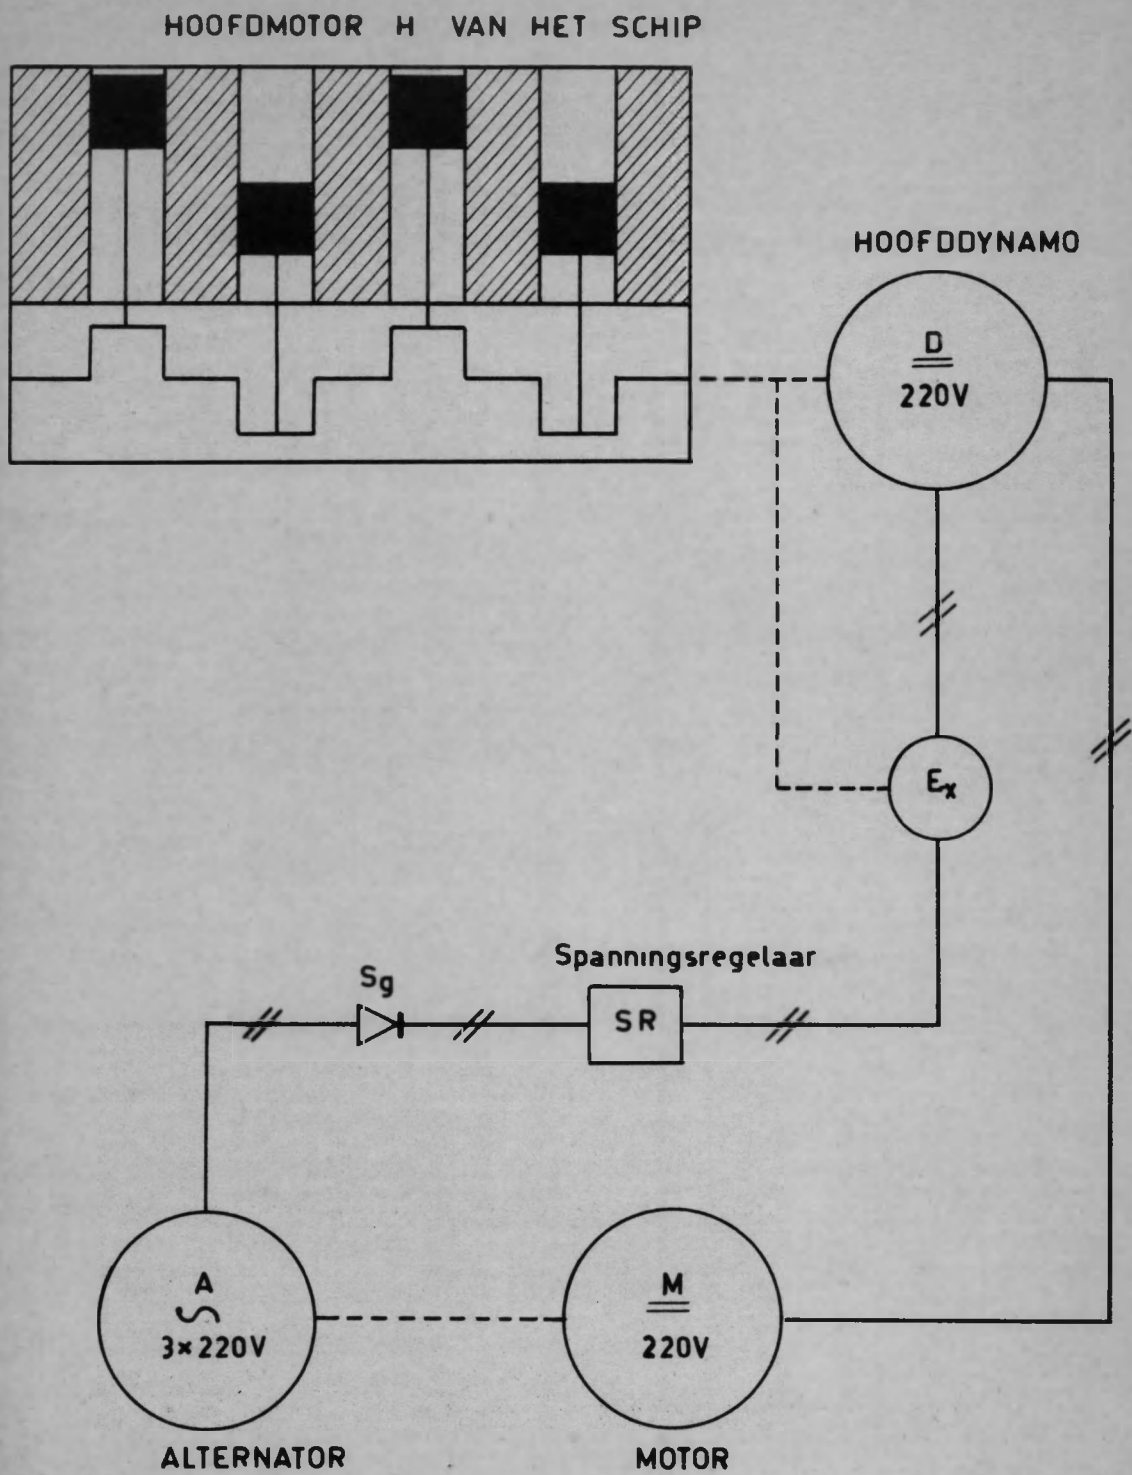 HOOFDMOTOR H VAN HET SCHIP
HOOFDDYNAMO
D
220V
Ex
Spanningsregelaar
Sg
SR
A
3×220V
M
220V
ALTERNATOR
MOTOR